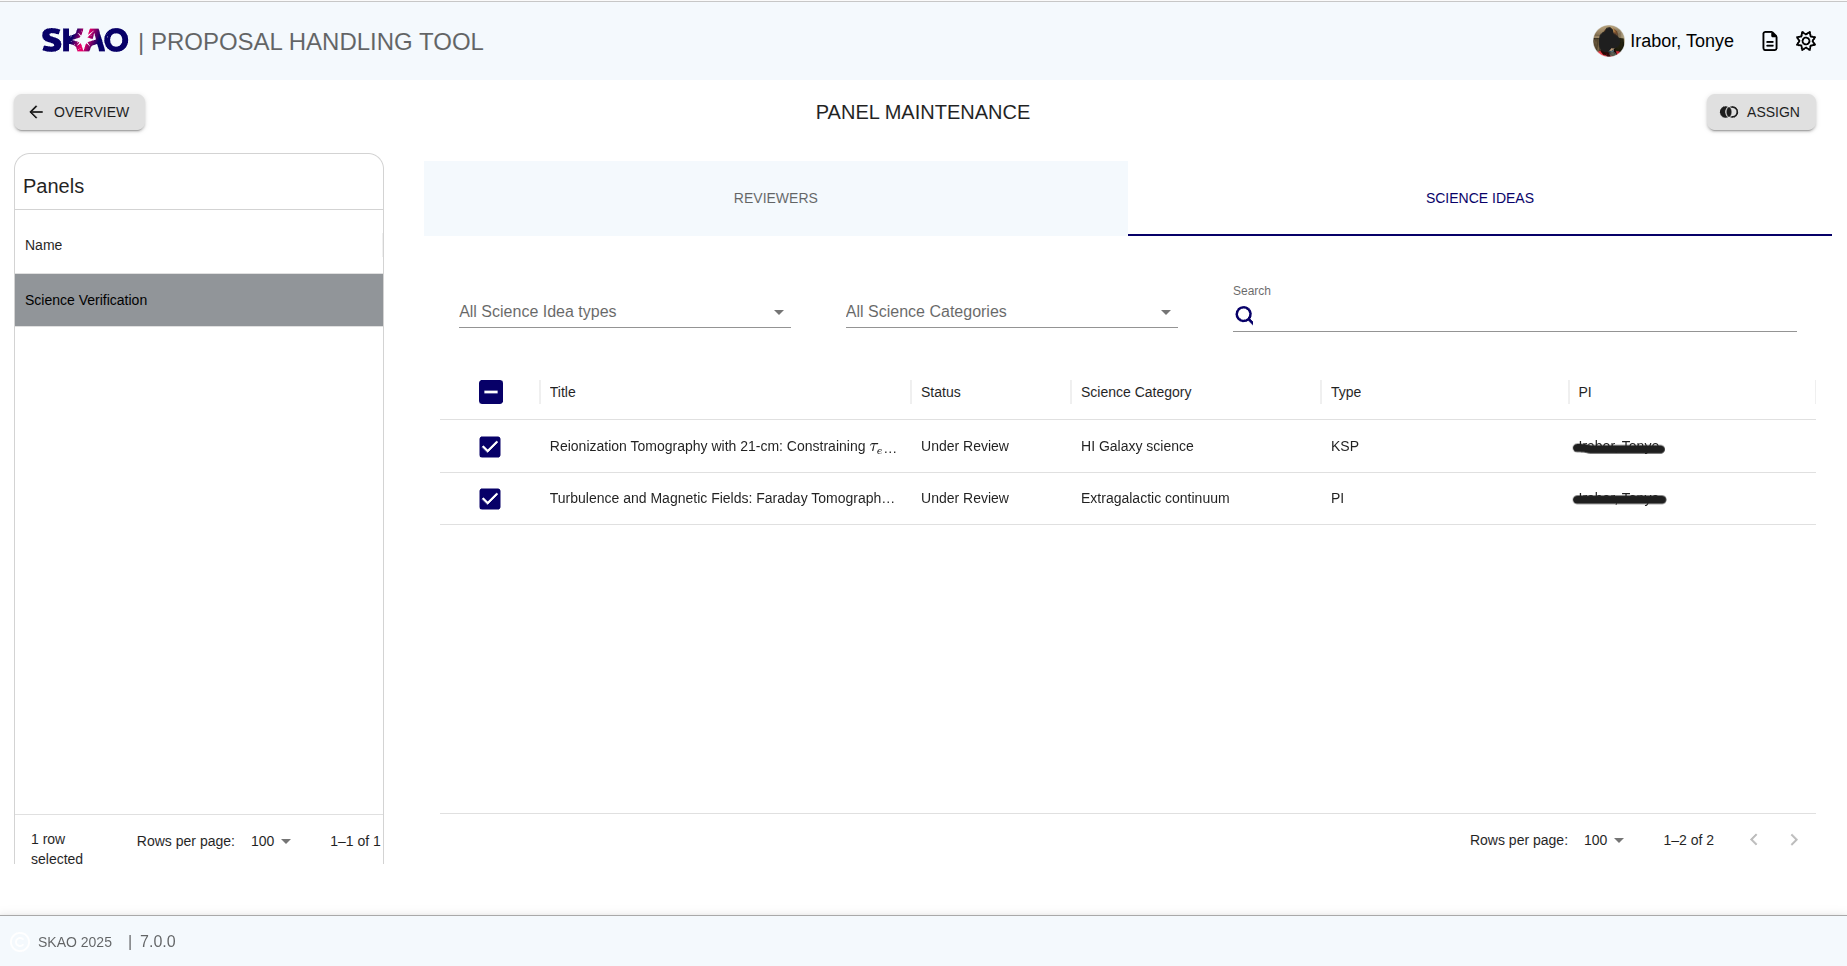 SKAO | PROPOSAL HANDLING TOOL
Irabor, Tonye
OVERVIEW
PANEL MAINTENANCE
ASSIGN
Panels
Name
Science Verification
REVIEWERS
SCIENCE IDEAS
All Science Idea types
All Science Categories
Search
Title Status Science Category Type PI
Reionization Tomography with 21-cm: Constraining τₑ… Under Review HI Galaxy science KSP
Turbulence and Magnetic Fields: Faraday Tomograph… Under Review Extragalactic continuum PI
1 row
selected
Rows per page: 100 1–1 of 1
Rows per page: 100 1–2 of 2
© SKAO 2025 | 7.0.0